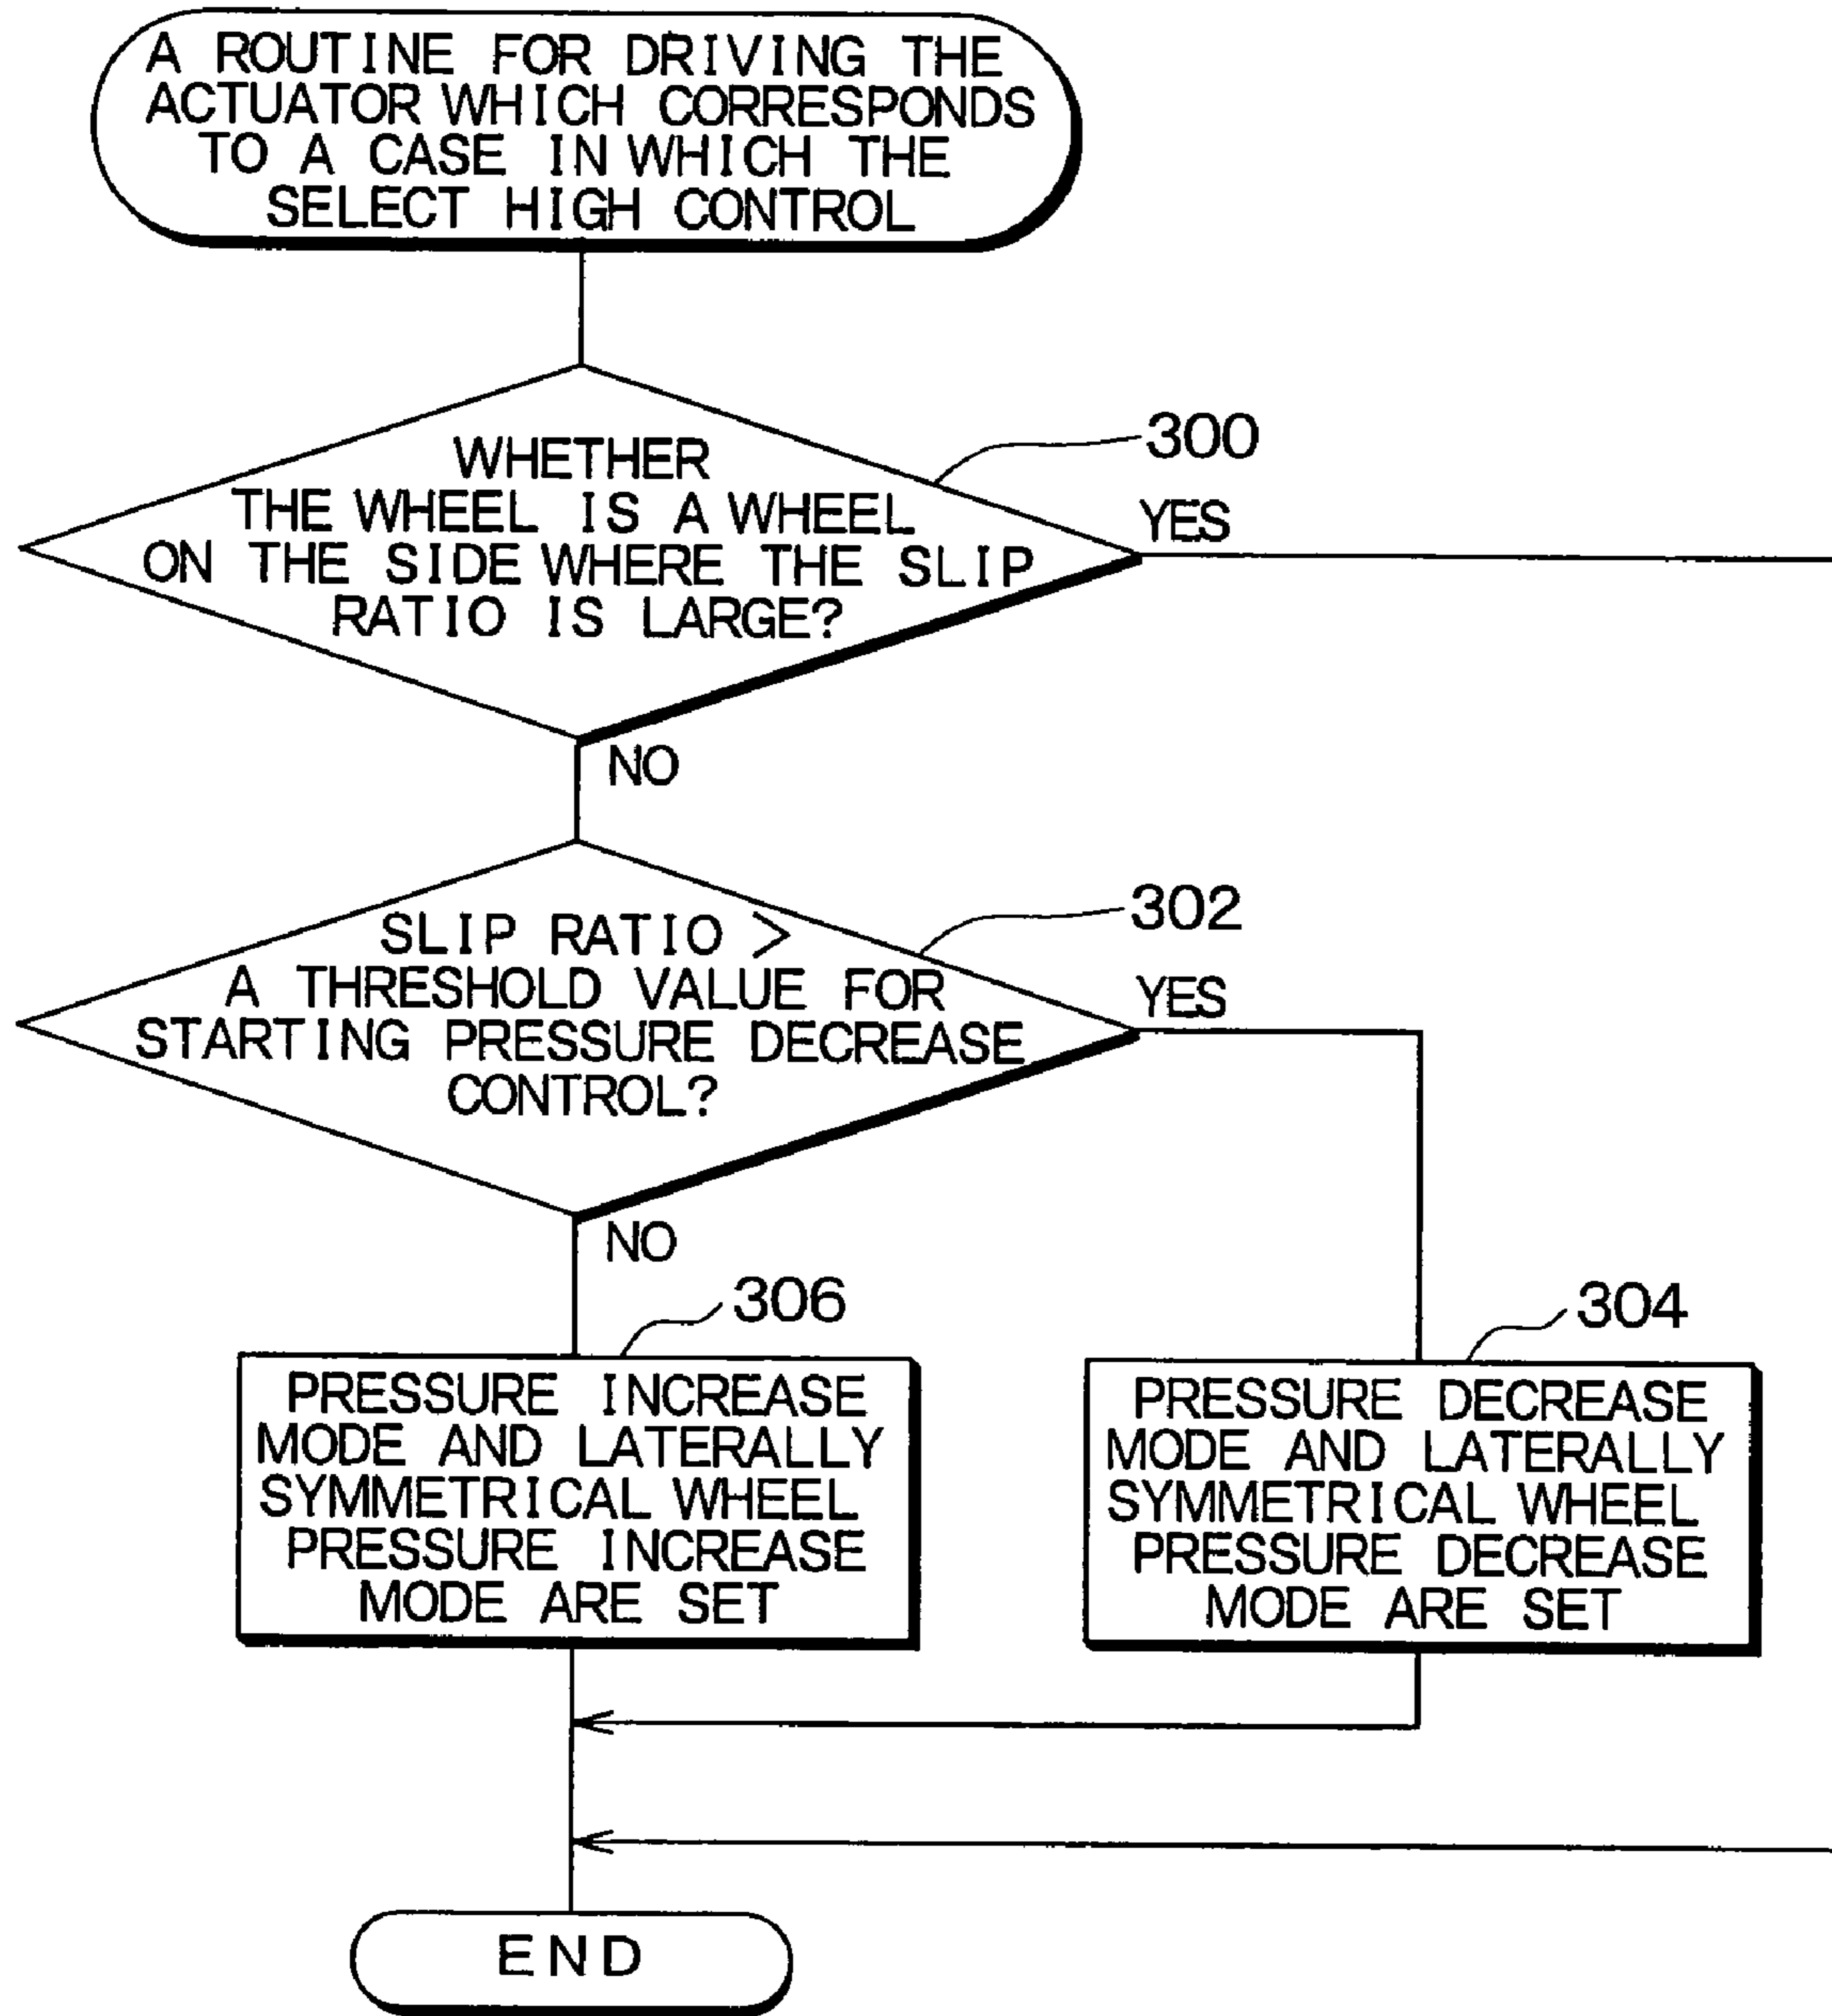 A ROUTINE FOR DRIVING THE
ACTUATOR WHICH CORRESPONDS
TO A CASE IN WHICH THE
SELECT HIGH CONTROL
300
WHETHER
THE WHEEL IS A WHEEL
ON THE SIDE WHERE THE SLIP
RATIO IS LARGE?
YES
NO
302
SLIP RATIO >
A THRESHOLD VALUE FOR
STARTING PRESSURE DECREASE
CONTROL?
YES
NO
306
PRESSURE INCREASE
MODE AND LATERALLY
SYMMETRICAL WHEEL
PRESSURE INCREASE
MODE ARE SET
304
PRESSURE DECREASE
MODE AND LATERALLY
SYMMETRICAL WHEEL
PRESSURE DECREASE
MODE ARE SET
END